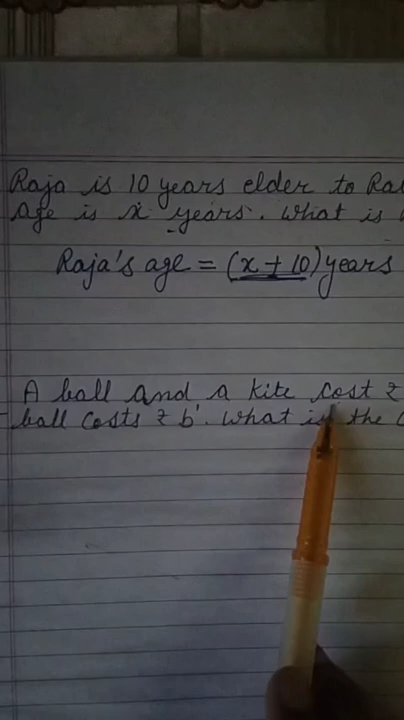 Raja is 10 years elder to
age is x years. What is
Raja's age = (x + 10) years
A ball and a kite cost ₹
ball costs ₹ b. What is the